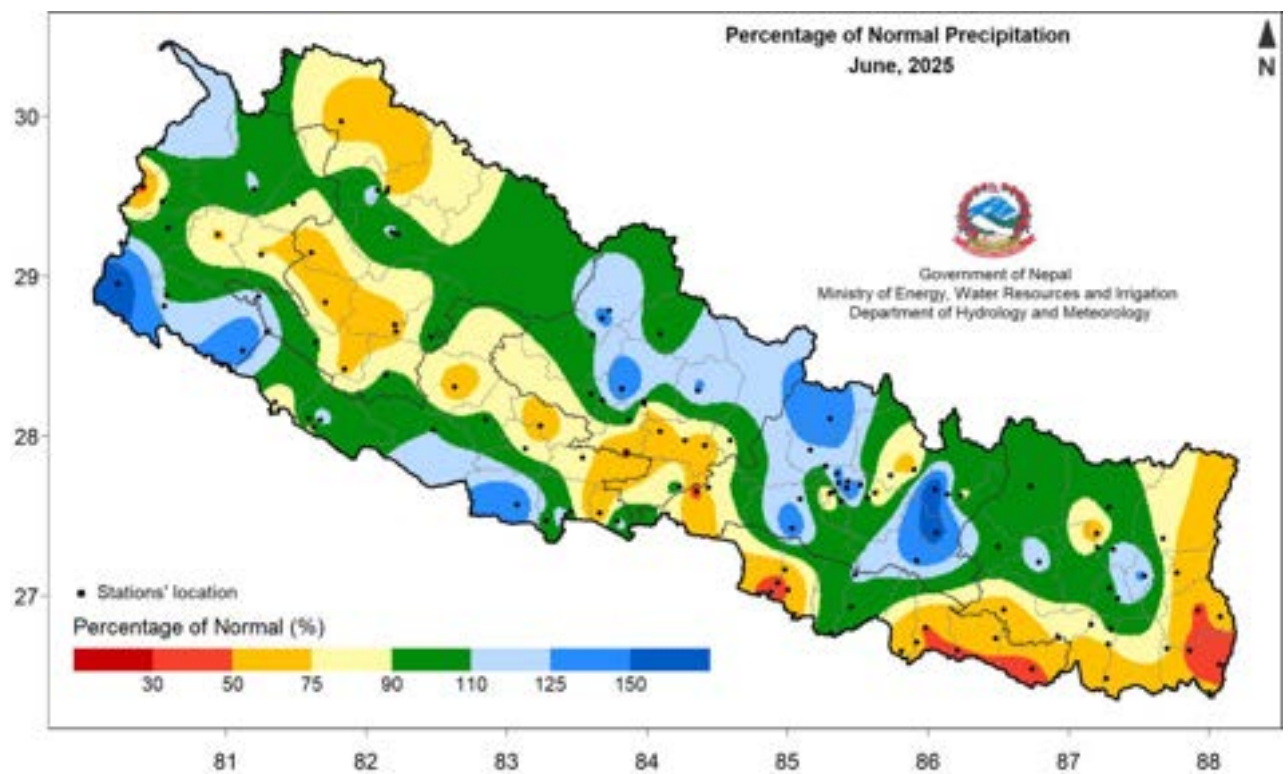 Percentage of Normal Precipitation
June, 2025
N
30
29
28
27
Government of Nepal
Ministry of Energy, Water Resources and Irrigation
Department of Hydrology and Meteorology
Stations' location
Percentage of Normal (%)
30 50 75 90 110 125 150
81 82 83 84 85 86 87 88